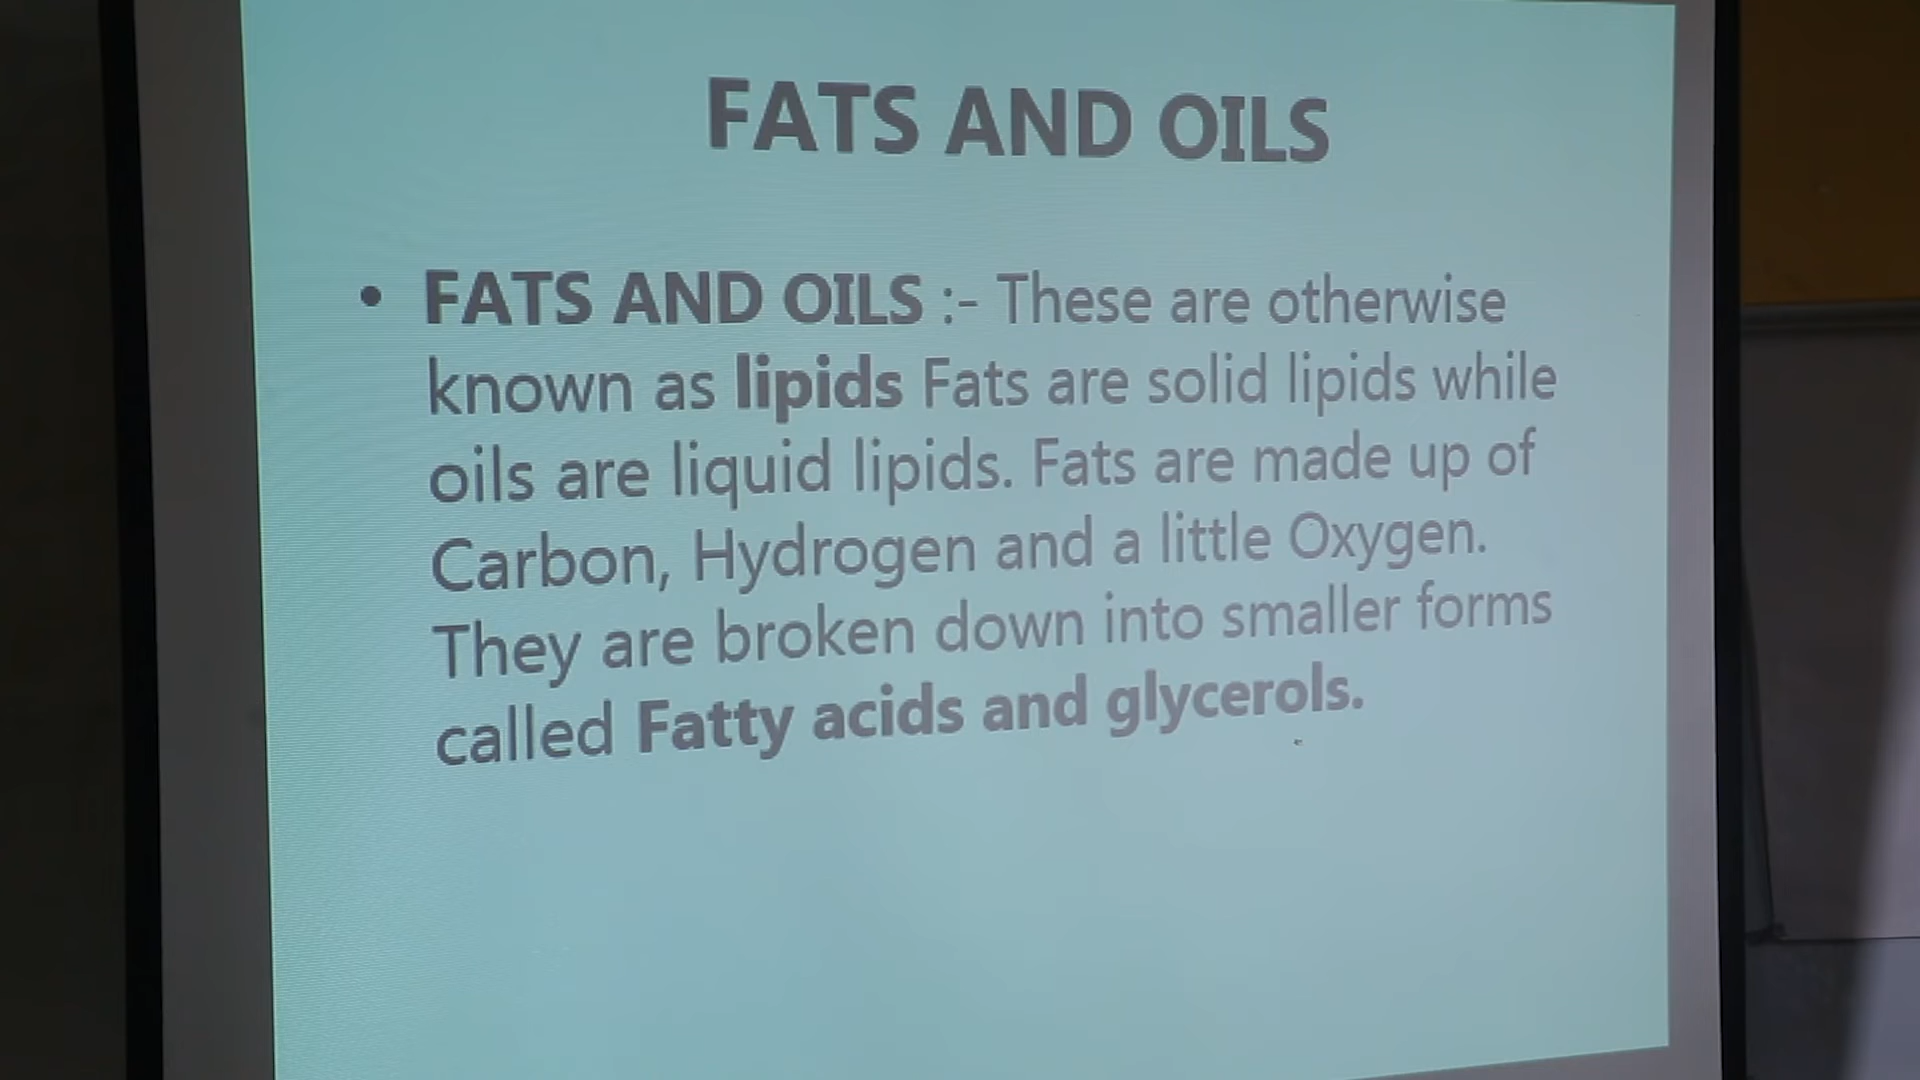 FATS AND OILS
• FATS AND OILS :- These are otherwise
known as lipids Fats are solid lipids while
oils are liquid lipids. Fats are made up of
Carbon, Hydrogen and a little Oxygen.
They are broken down into smaller forms
called Fatty acids and glycerols.